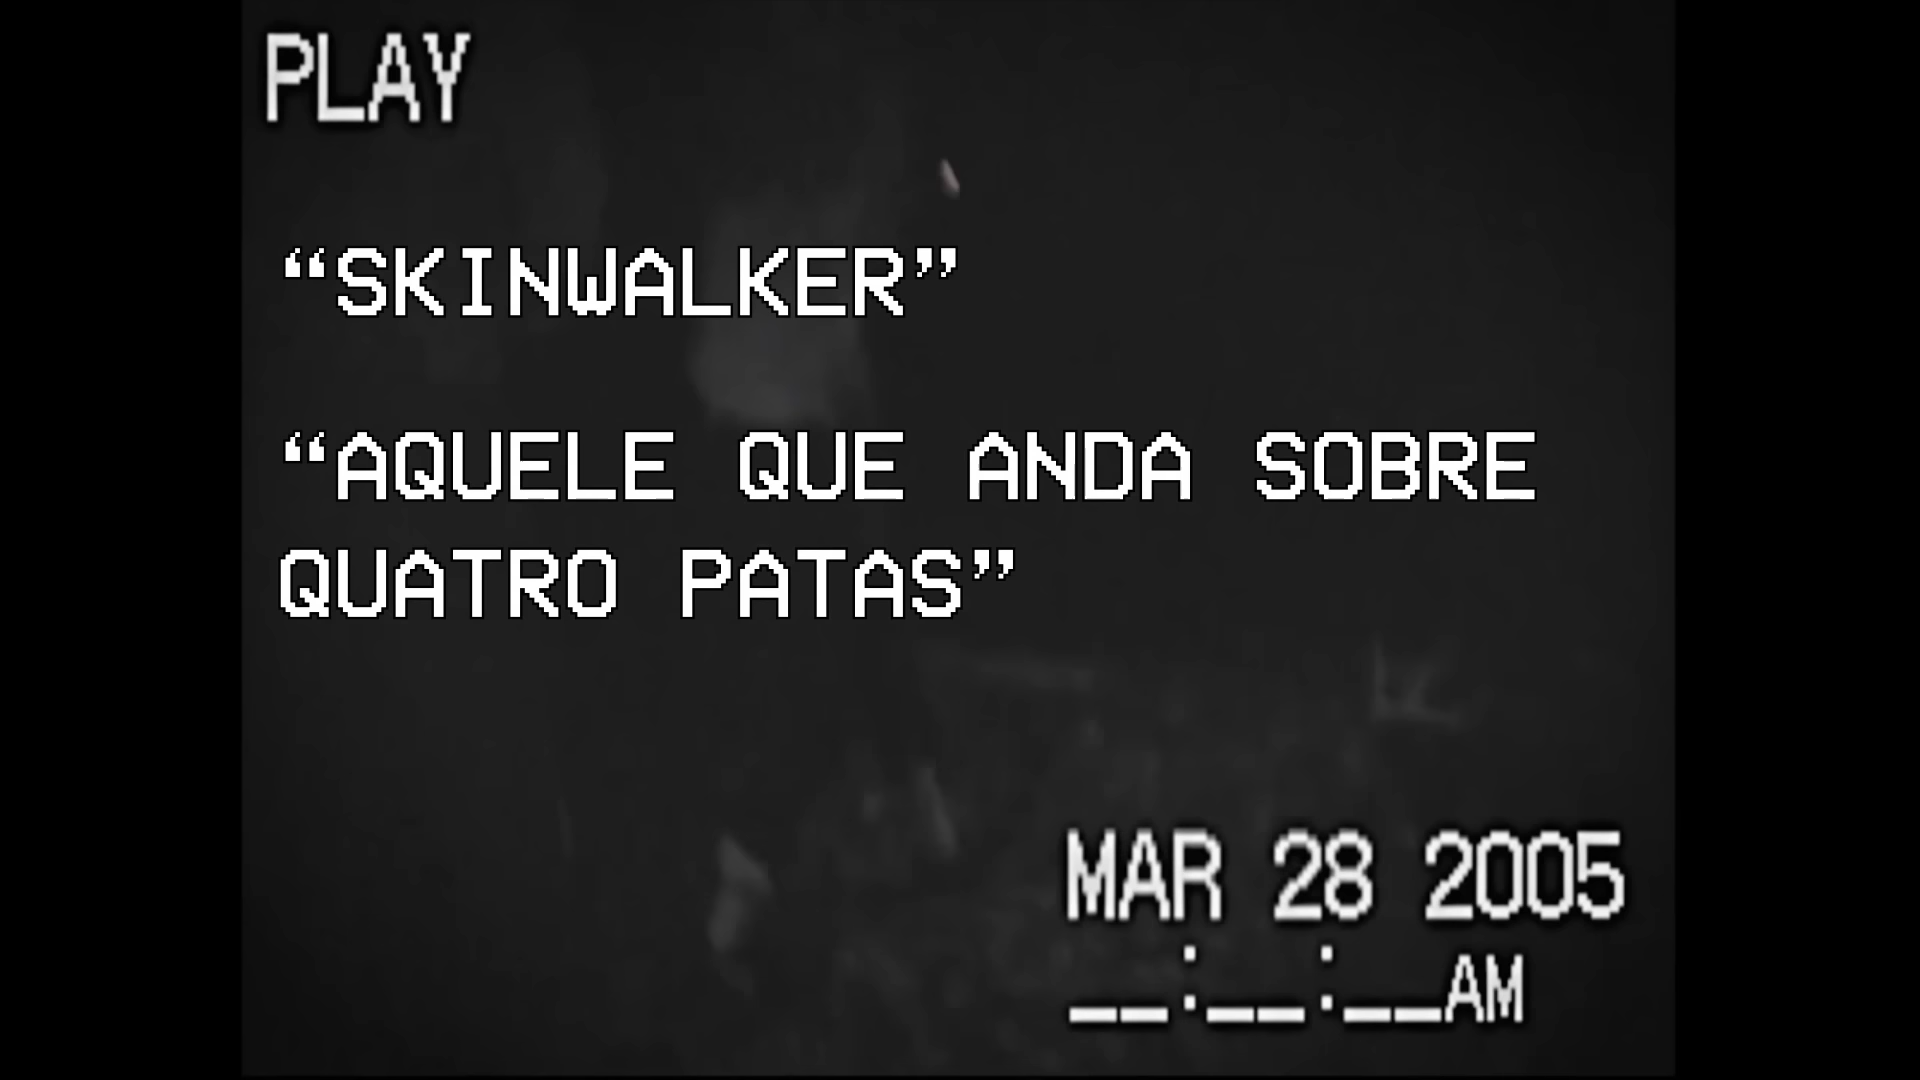 PLAY
“SKINWALKER”
“AQUELE QUE ANDA SOBRE
QUATRO PATAS”
MAR 28 2005
__:__:__AM